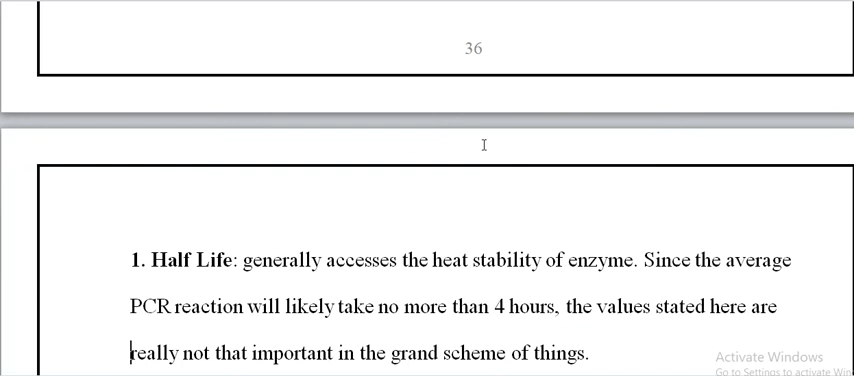 36
1. Half Life: generally accesses the heat stability of enzyme. Since the average
PCR reaction will likely take no more than 4 hours, the values stated here are
really not that important in the grand scheme of things.
Activate Windows
Go to Settings to activate Win